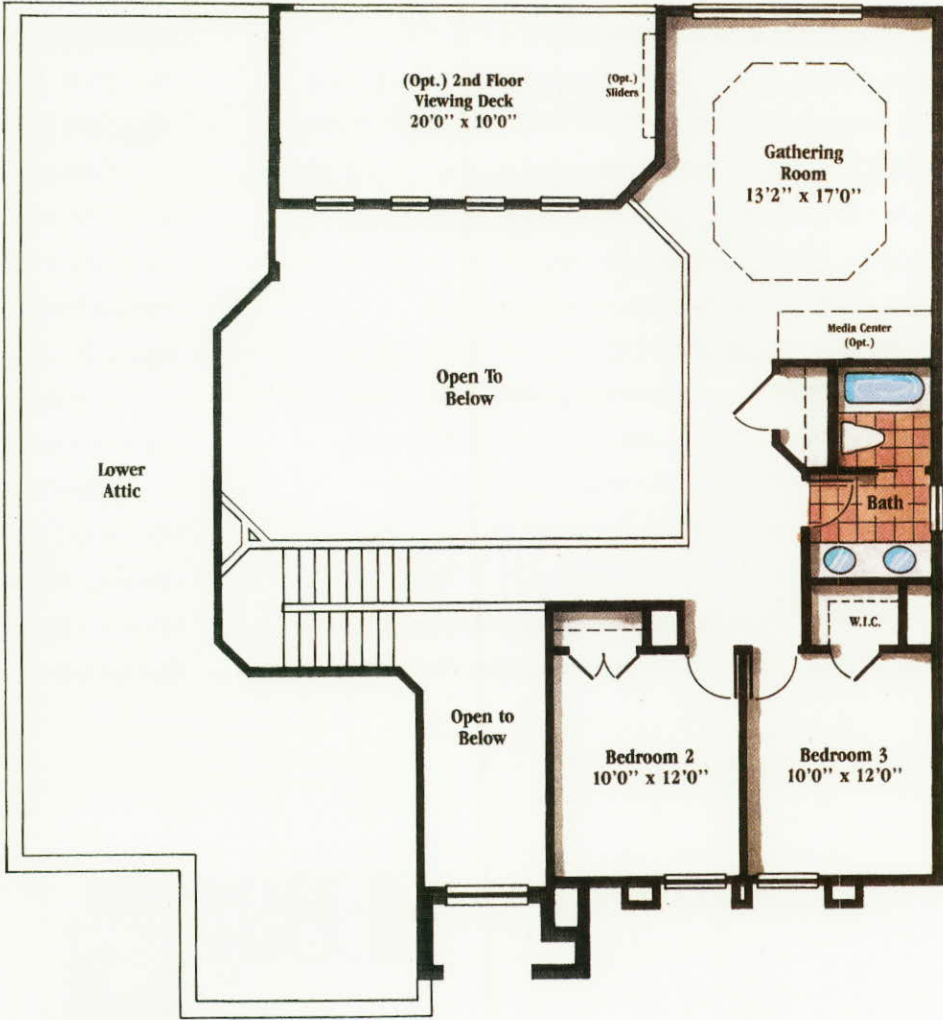 (Opt.) 2nd Floor
Viewing Deck
20'0'' x 10'0''
(Opt.)
Sliders
Gathering
Room
13'2'' x 17'0''
Media Center
(Opt.)
Open To
Below
Lower
Attic
Bath
W.I.C.
Open to
Below
Bedroom 2
10'0'' x 12'0''
Bedroom 3
10'0'' x 12'0''